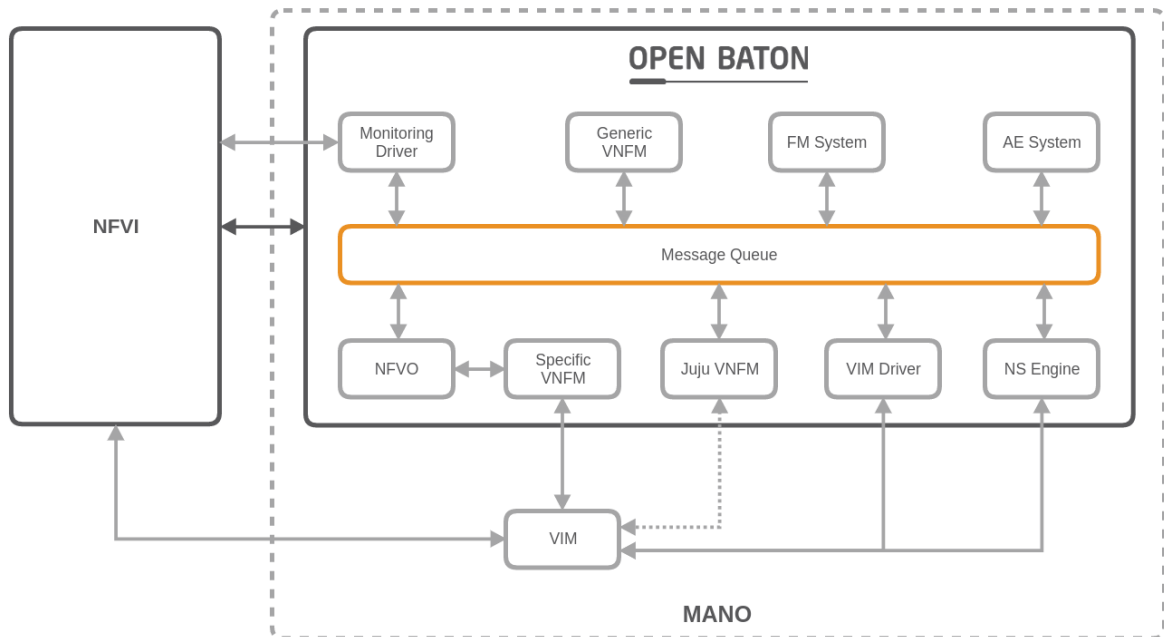 OPEN BATON
Monitoring
Driver
Generic
VNFM
FM System
AE System
NFVI
Message Queue
NFVO
Specific
VNFM
Juju VNFM
VIM Driver
NS Engine
VIM
MANO